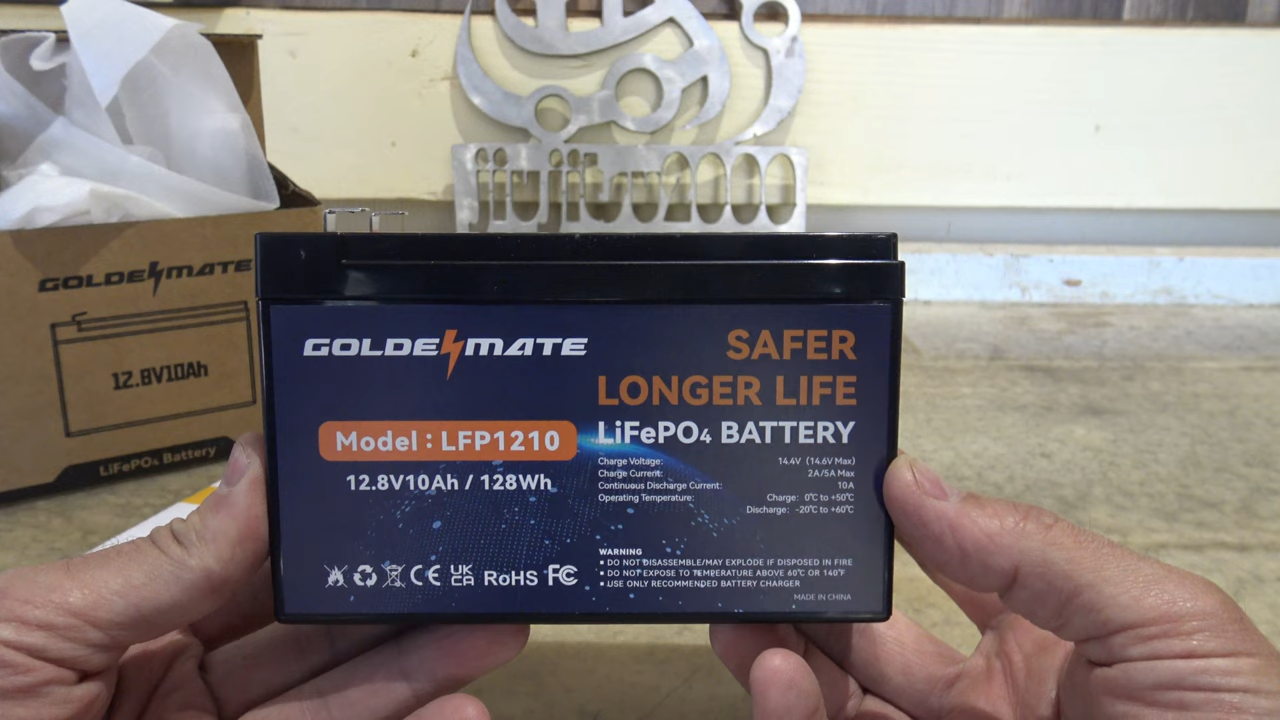 jiujitsu2000
GOLDENMATE
12.8V10Ah
LiFePO₄ Battery
GOLDENMATE
SAFER
LONGER LIFE
LiFePO₄ BATTERY
Model : LFP1210
12.8V10Ah / 128Wh
Charge Voltage: 14.4V (14.6V Max)
Charge Current: 2A/5A Max
Continuous Discharge Current: 10A
Operating Temperature: Charge: 0℃ to +50℃
Discharge: -20℃ to +60℃
WARNING
▪ DO NOT DISASSEMBLE/MAY EXPLODE IF DISPOSED IN FIRE
▪ DO NOT EXPOSE TO TEMPERATURE ABOVE 60℃ OR 140℉
▪ USE ONLY RECOMMENDED BATTERY CHARGER
CE UK CA RoHS FC
MADE IN CHINA